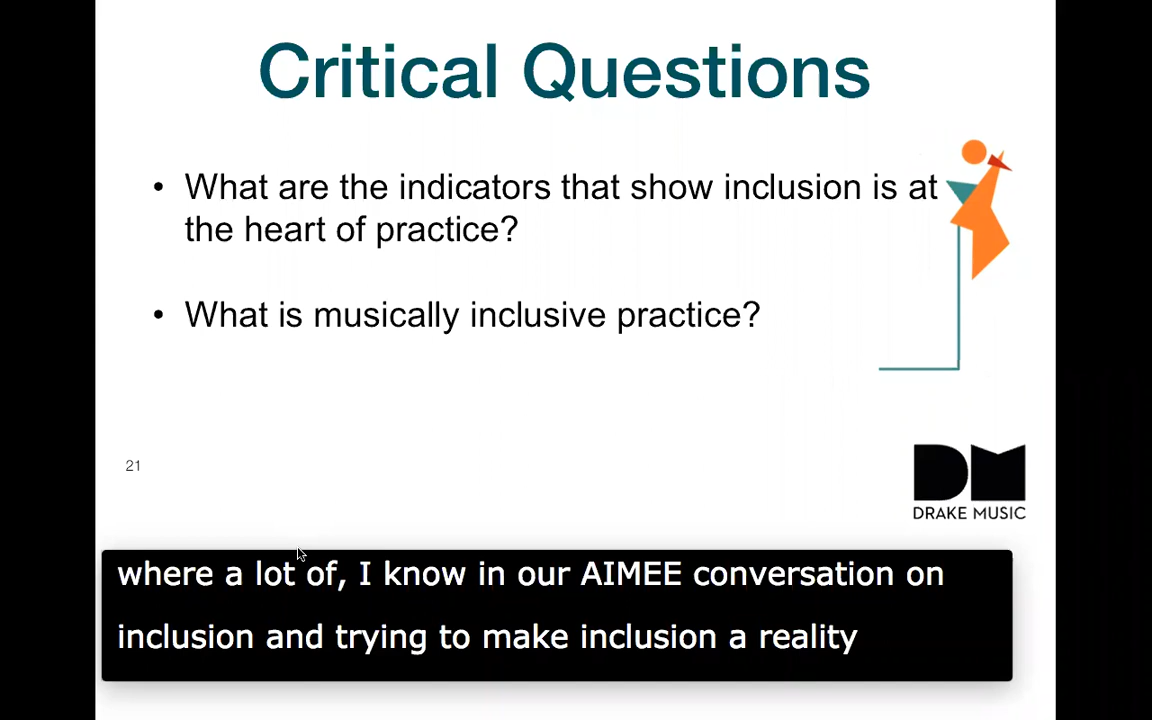 Critical Questions
• What are the indicators that show inclusion is at
the heart of practice?
• What is musically inclusive practice?
21
DM
DRAKE MUSIC
where a lot of, I know in our AIMEE conversation on
inclusion and trying to make inclusion a reality